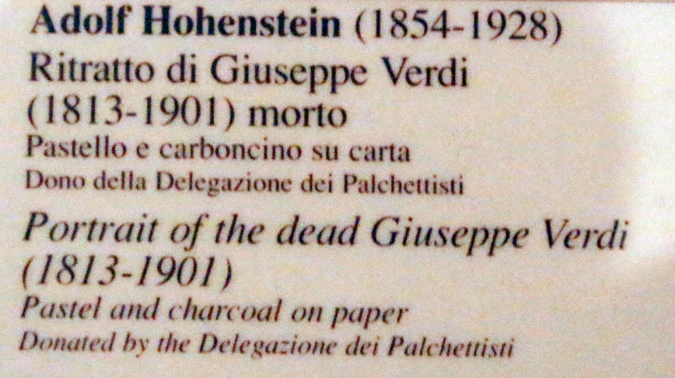 Adolf Hohenstein (1854-1928)
Ritratto di Giuseppe Verdi
(1813-1901) morto
Pastello e carboncino su carta
Dono della Delegazione dei Palchettisti
Portrait of the dead Giuseppe Verdi
(1813-1901)
Pastel and charcoal on paper
Donated by the Delegazione dei Palchettisti